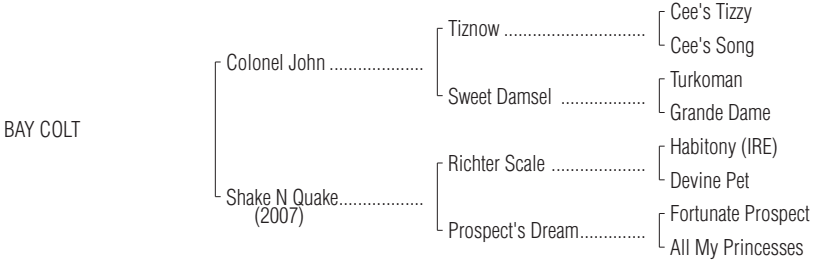 Cee's Tizzy
Tiznow ..............................
Cee's Song
Colonel John ....................
Turkoman
Sweet Damsel ..................
Grande Dame
BAY COLT
Habitony (IRE)
Richter Scale ....................
Devine Pet
Shake N Quake..................
(2007)
Fortunate Prospect
Prospect's Dream..............
All My Princesses